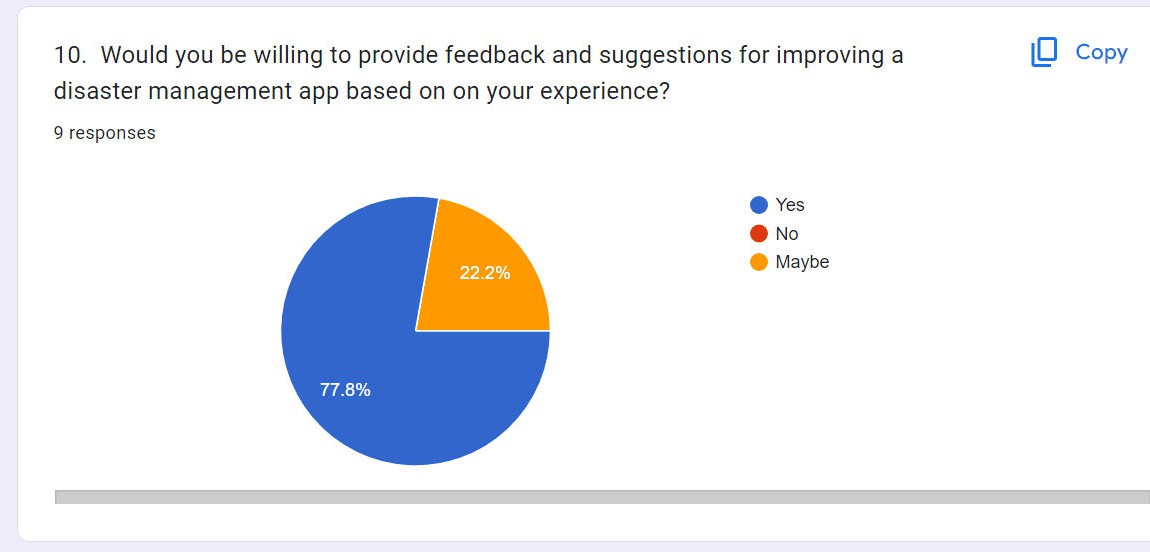 10. Would you be willing to provide feedback and suggestions for improving a
disaster management app based on on your experience?
Copy
9 responses
Yes
No
Maybe
22.2%
77.8%